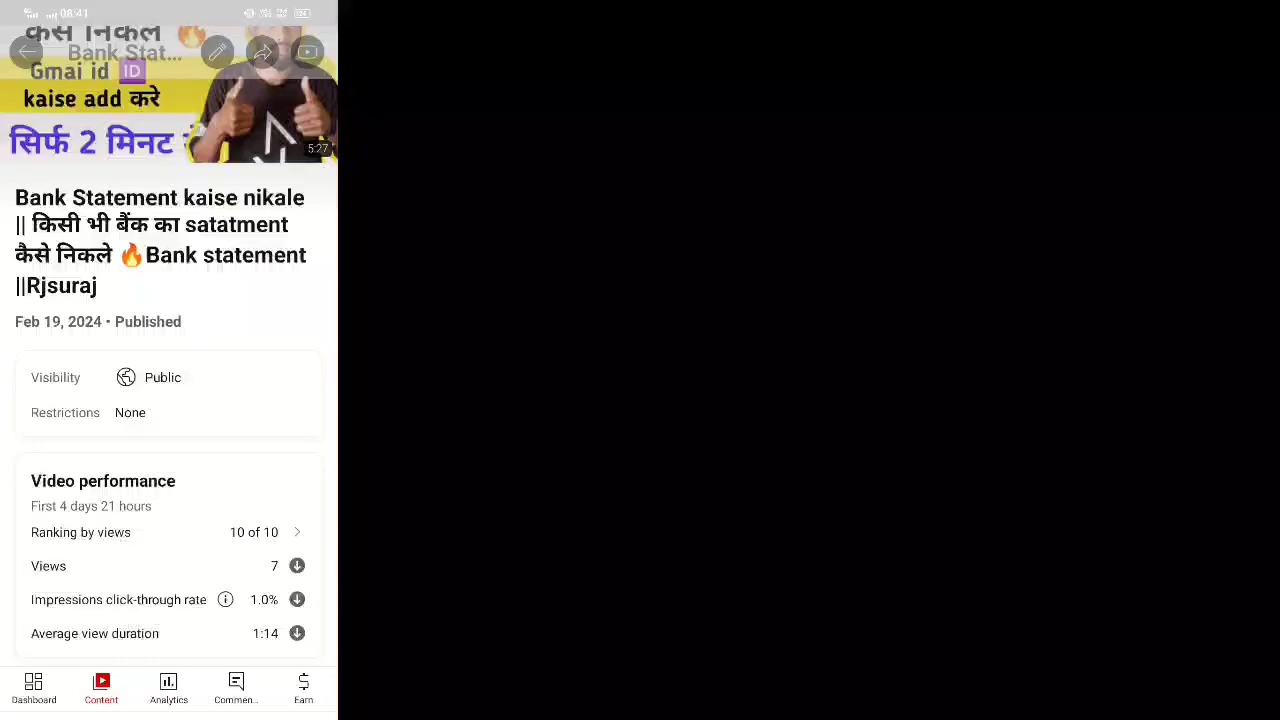 08:41
कैसे निकले 🔥
Bank Stat...
Gmai id 🆔
kaise add करे
सिर्फ 2 मिनट
5:27
Bank Statement kaise nikale
|| किसी भी बैंक का satatment
कैसे निकले 🔥Bank statement
||Rjsuraj
Feb 19, 2024 • Published
Visibility Public
Restrictions None
Video performance
First 4 days 21 hours
Ranking by views 10 of 10
Views 7
Impressions click-through rate 1.0%
Average view duration 1:14
Dashboard Content Analytics Commen... Earn